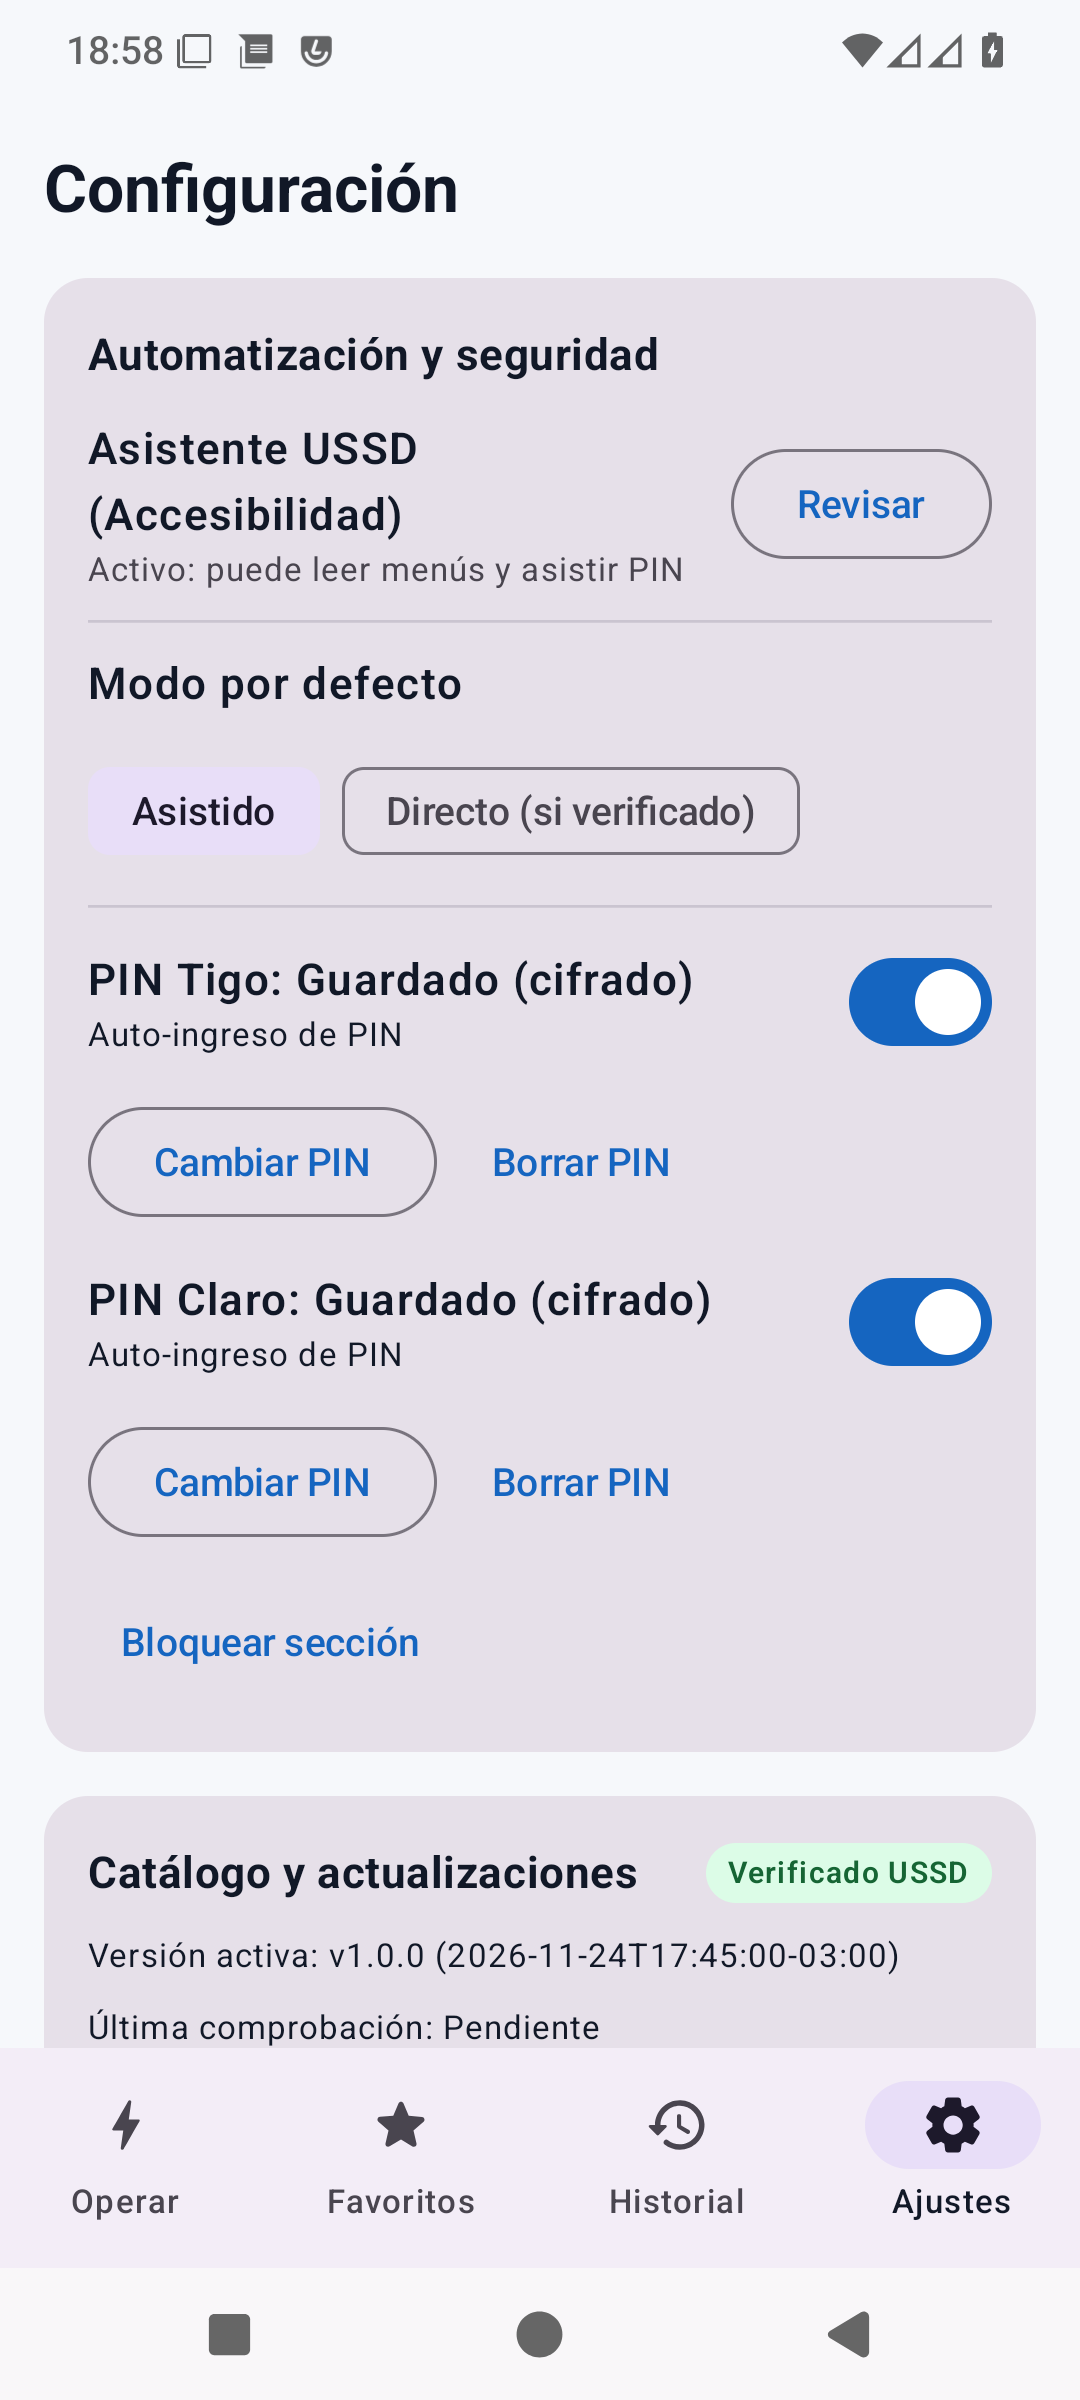 18:58
Configuración
Automatización y seguridad
Asistente USSD
(Accesibilidad)
Activo: puede leer menús y asistir PIN
Revisar
Modo por defecto
Asistido
Directo (si verificado)
PIN Tigo: Guardado (cifrado)
Auto-ingreso de PIN
Cambiar PIN
Borrar PIN
PIN Claro: Guardado (cifrado)
Auto-ingreso de PIN
Cambiar PIN
Borrar PIN
Bloquear sección
Catálogo y actualizaciones
Verificado USSD
Versión activa: v1.0.0 (2026-11-24T17:45:00-03:00)
Última comprobación: Pendiente
Operar
Favoritos
Historial
Ajustes